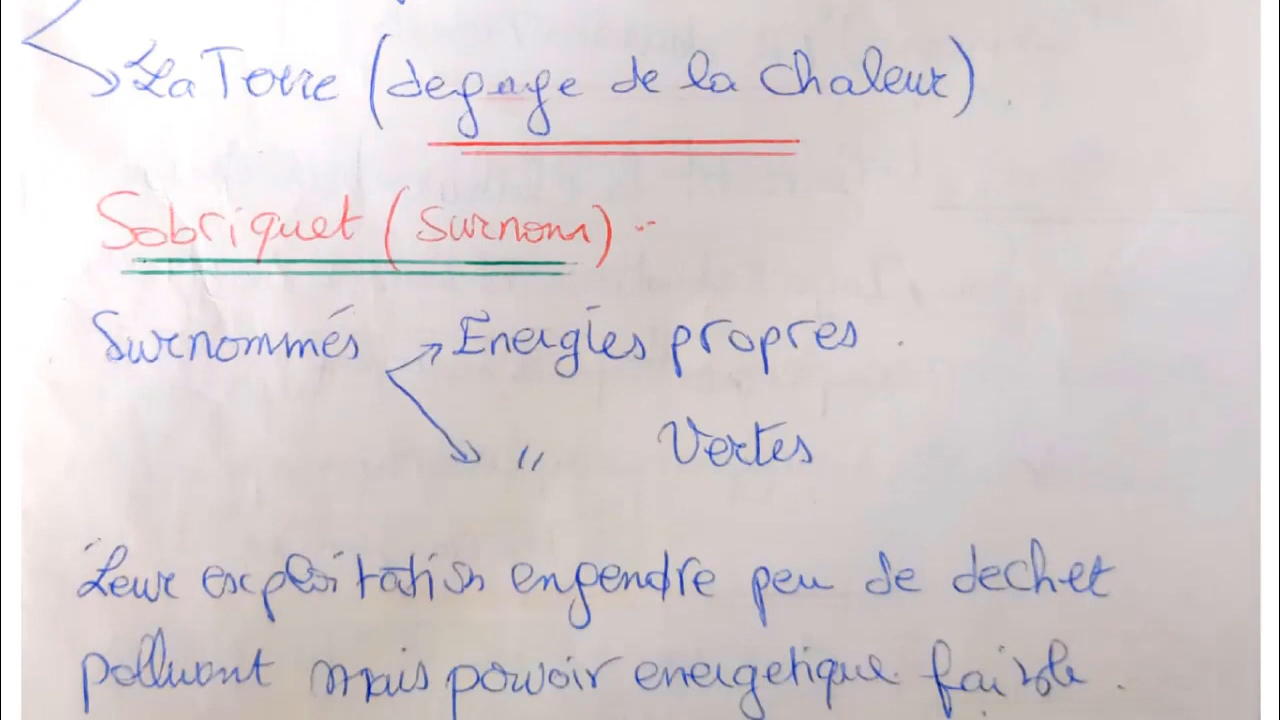 La Terre (degage de la chaleur)
Sobriquet (Surnom)
Surnommés Energies propres.
" Vertes
Leur exploitation engendre peu de dechet
polluant mais pouvoir energetique faible.